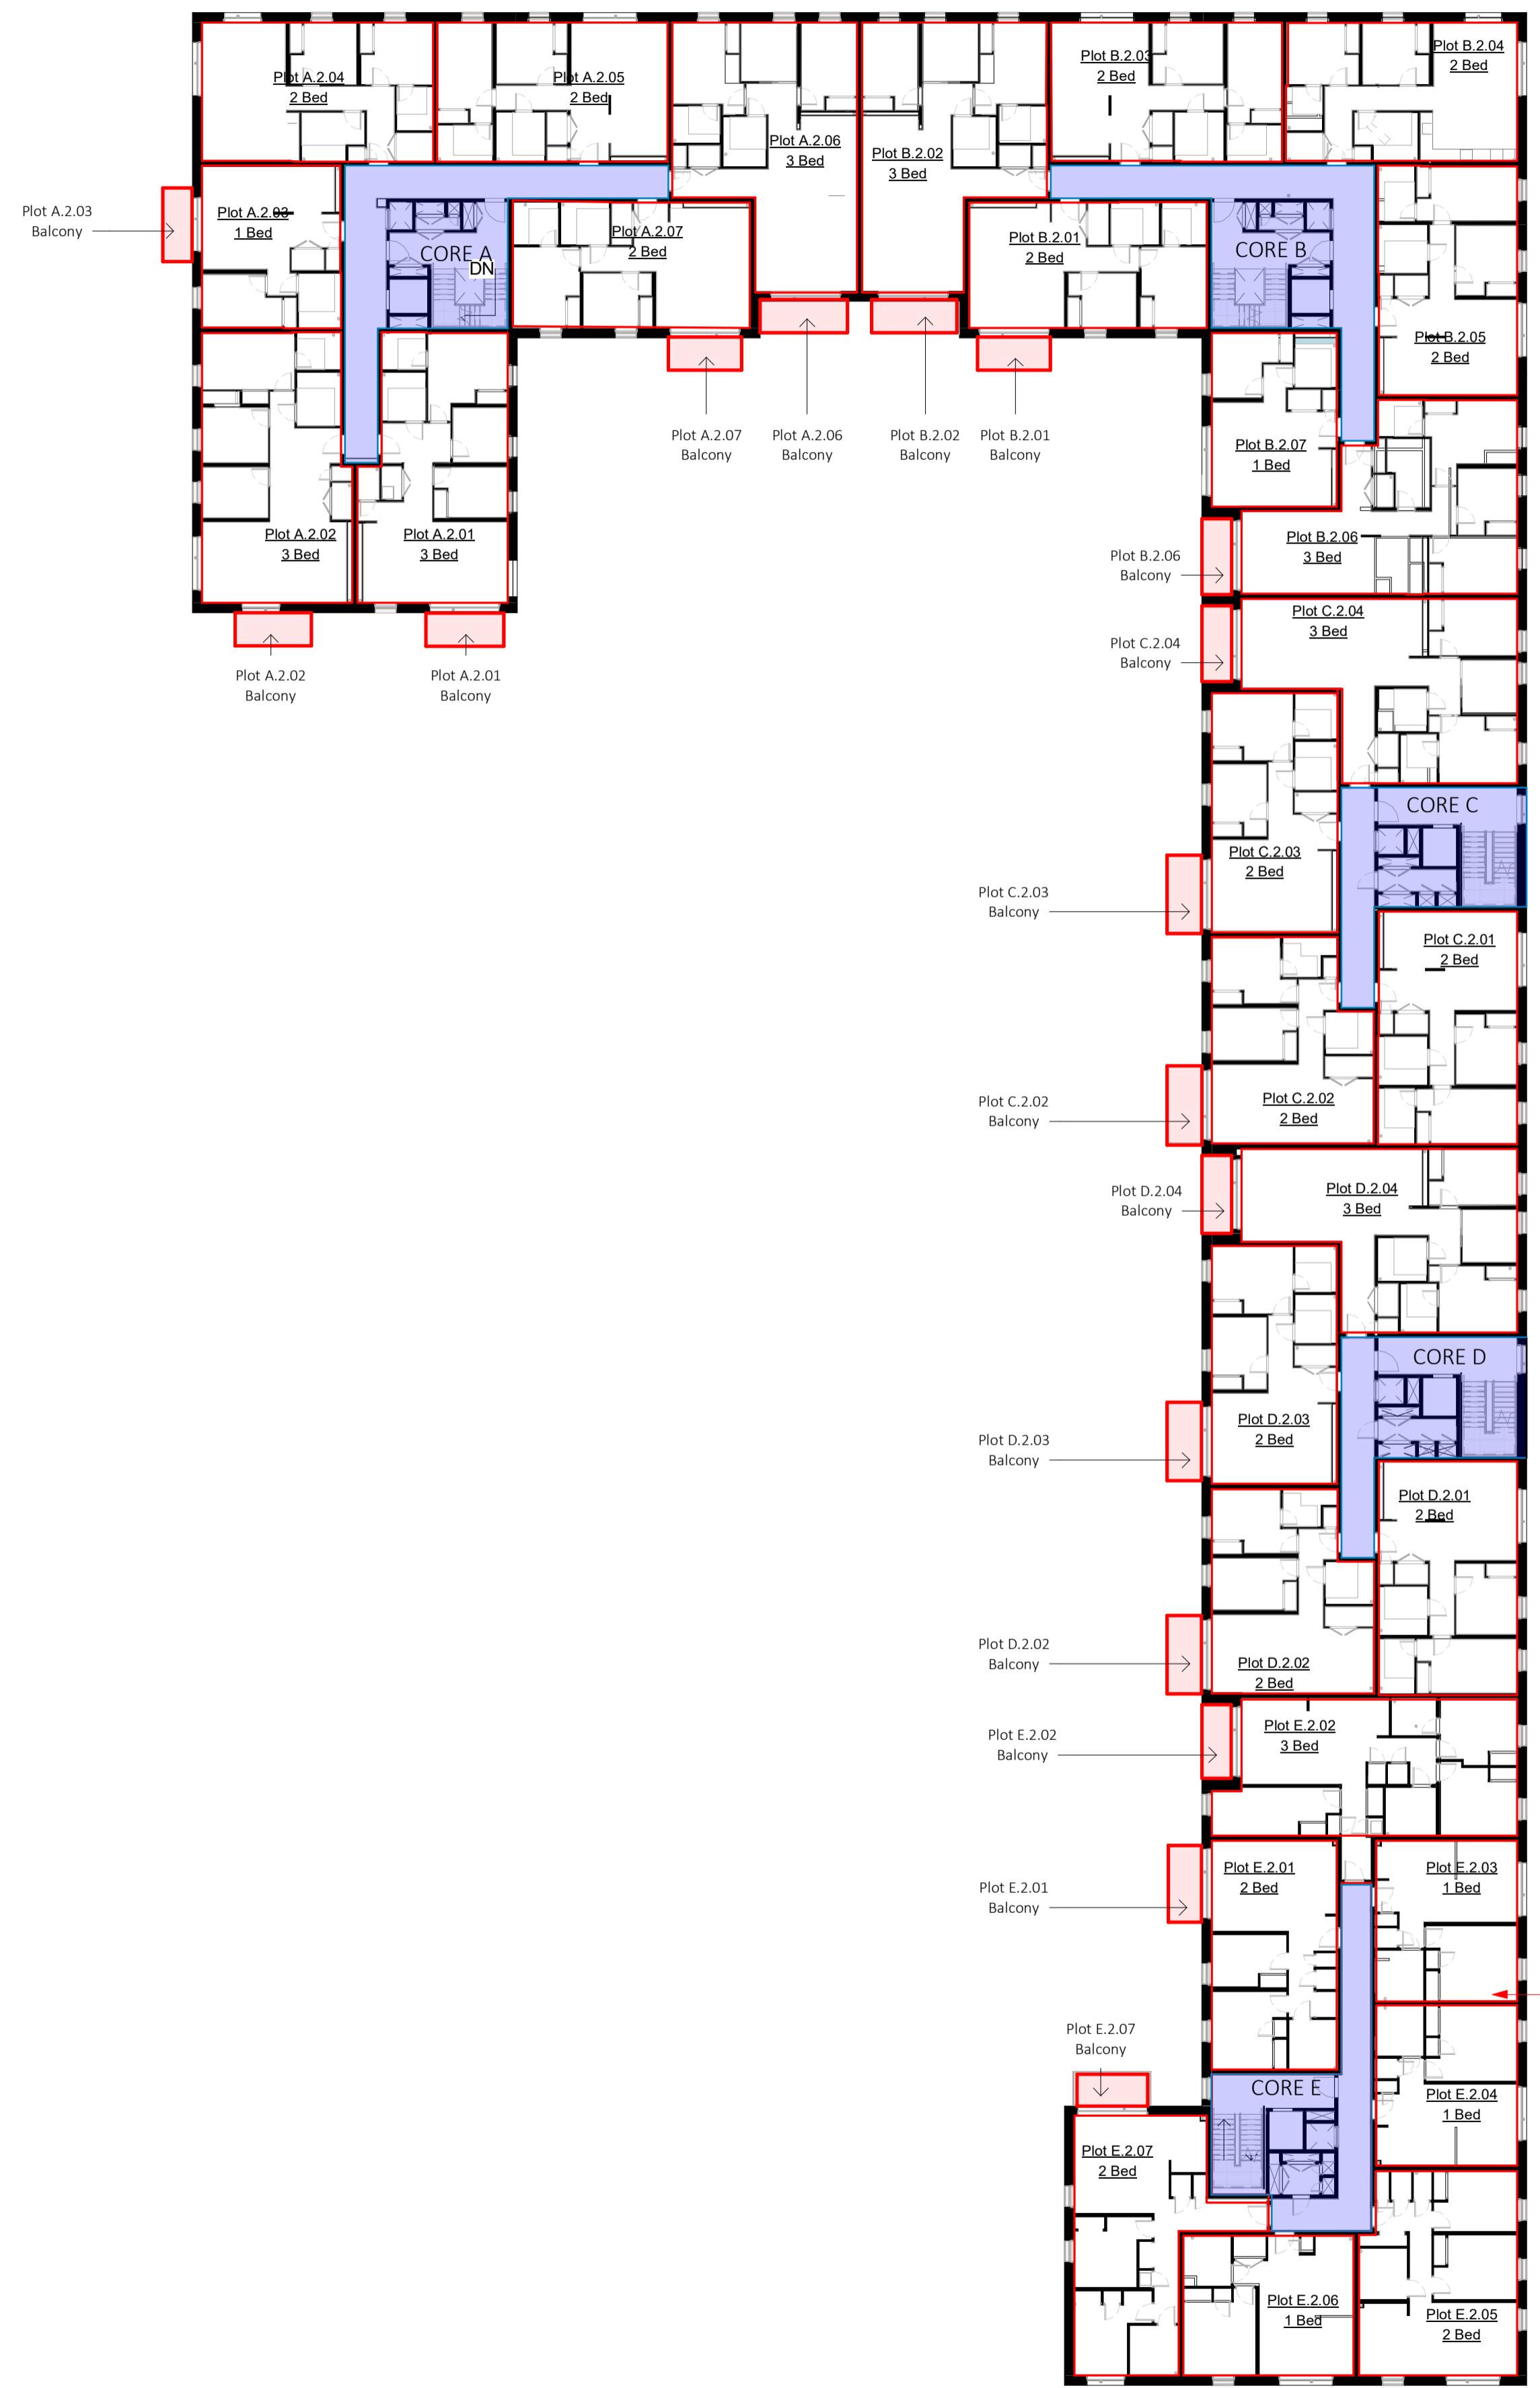 Plot A.2.04
2 Bed
Plot A.2.05
2 Bed
Plot A.2.06
3 Bed
Plot B.2.02
3 Bed
Plot B.2.03
2 Bed
Plot B.2.04
2 Bed
Plot A.2.03
Balcony
Plot A.2.03
1 Bed
CORE A
DN
Plot A.2.07
2 Bed
Plot B.2.01
2 Bed
CORE B
Plot B.2.05
2 Bed
Plot A.2.07
Balcony
Plot A.2.06
Balcony
Plot B.2.02
Balcony
Plot B.2.01
Balcony
Plot B.2.07
1 Bed
Plot A.2.02
3 Bed
Plot A.2.01
3 Bed
Plot B.2.06
Balcony
Plot B.2.06
3 Bed
Plot A.2.02
Balcony
Plot A.2.01
Balcony
Plot C.2.04
Balcony
Plot C.2.04
3 Bed
CORE C
Plot C.2.03
2 Bed
Plot C.2.03
Balcony
Plot C.2.01
2 Bed
Plot C.2.02
Balcony
Plot C.2.02
2 Bed
Plot D.2.04
Balcony
Plot D.2.04
3 Bed
CORE D
Plot D.2.03
Balcony
Plot D.2.03
2 Bed
Plot D.2.01
2 Bed
Plot D.2.02
Balcony
Plot D.2.02
2 Bed
Plot E.2.02
Balcony
Plot E.2.02
3 Bed
Plot E.2.01
Balcony
Plot E.2.01
2 Bed
Plot E.2.03
1 Bed
Plot E.2.07
Balcony
CORE E
Plot E.2.04
1 Bed
Plot E.2.07
2 Bed
Plot E.2.06
1 Bed
Plot E.2.05
2 Bed